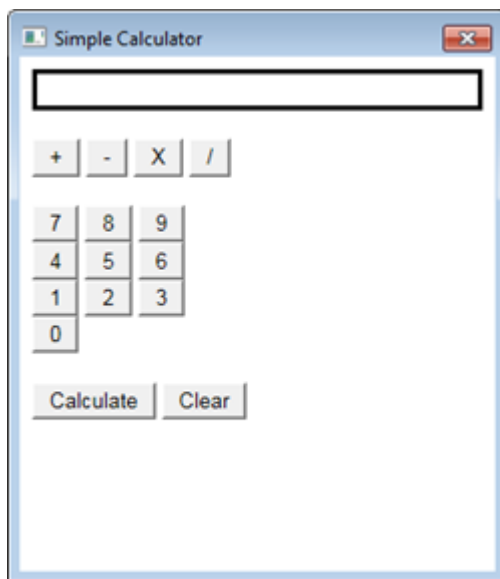 Simple Calculator
+ - X /
7 8 9
4 5 6
1 2 3
0
Calculate Clear